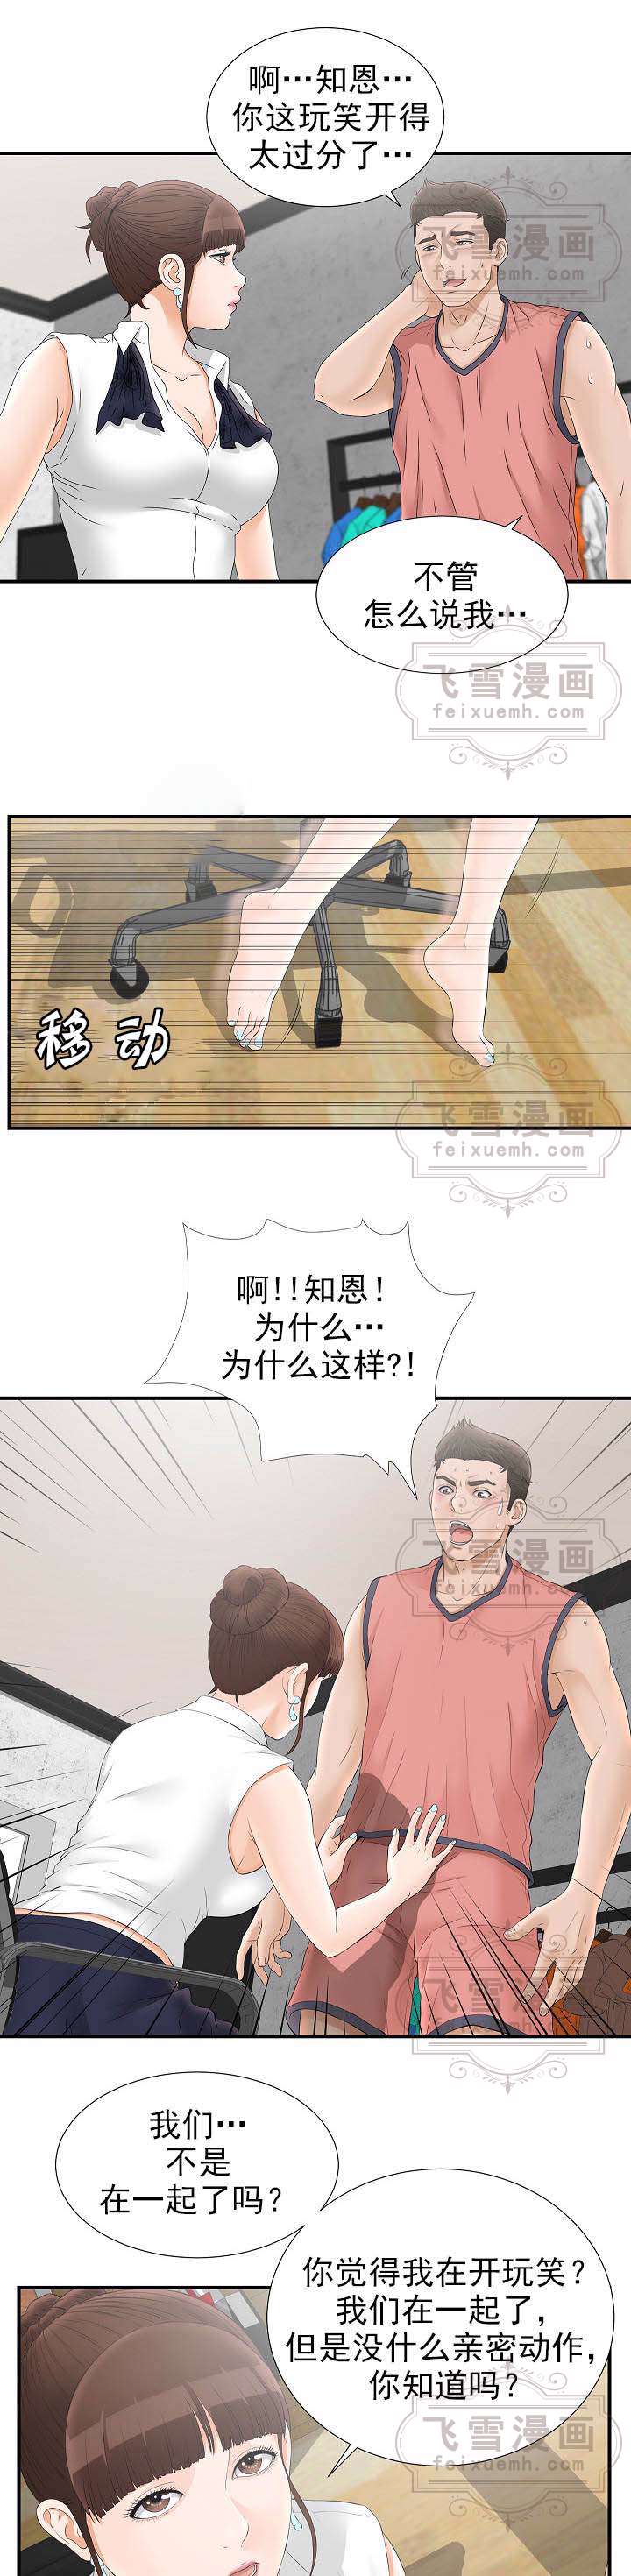 啊…知恩…
你这玩笑开得
太过分了…
飞雪漫画
feixuemh.com
不管
怎么说我…
飞雪漫画
feixuemh.com
移动
飞雪漫画
feixuemh.com
啊!!知恩!
为什么…
为什么这样?!
飞雪漫画
feixuemh.com
飞雪漫画
feixuemh.com
我们…
不是
在一起了吗?
你觉得我在开玩笑?
我们在一起了,
但是没什么亲密动作,
你知道吗?
飞雪漫画
feixuemh.com